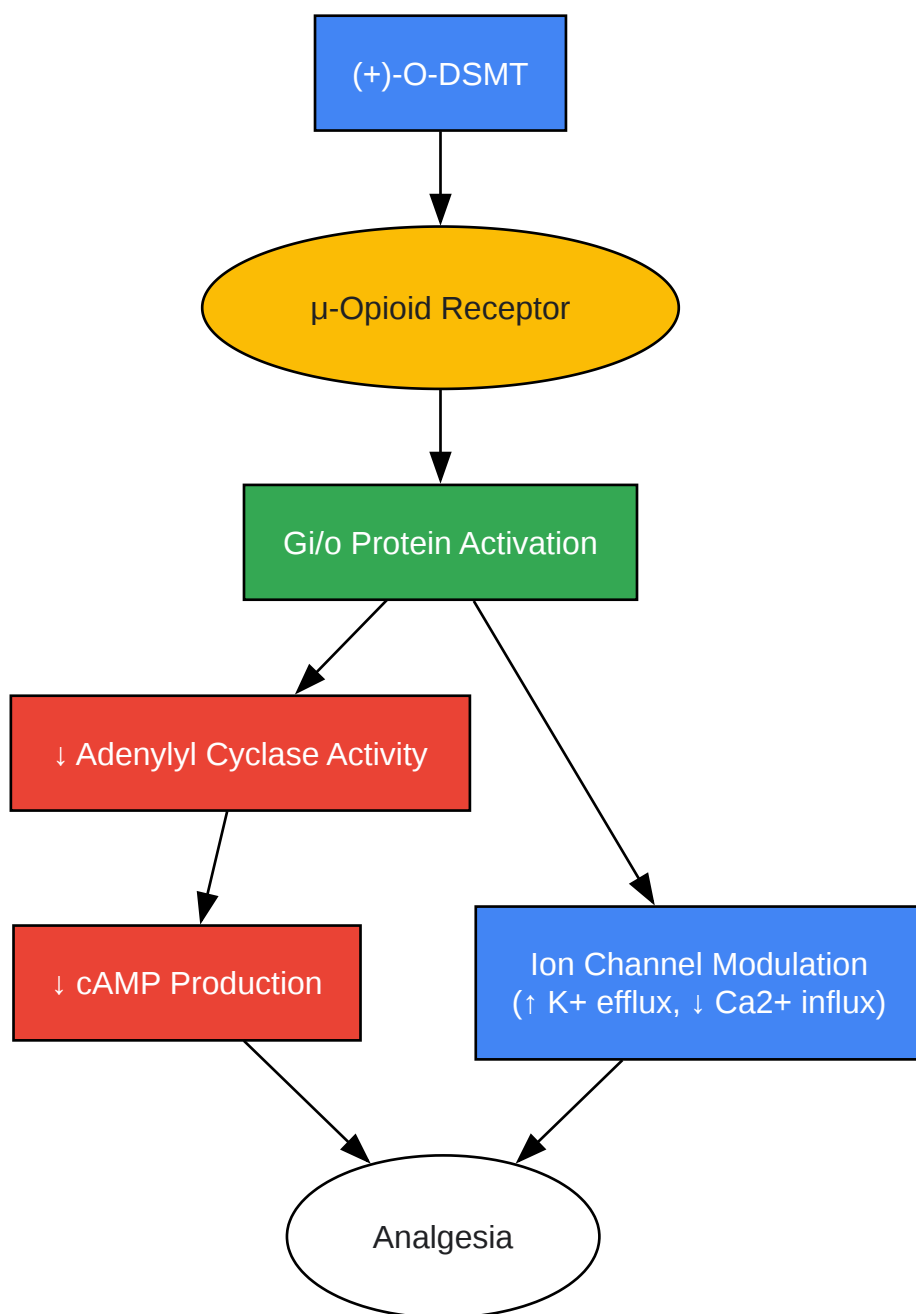 (+)-O-DSMT
μ-Opioid Receptor
Gi/o Protein Activation
↓ Adenylyl Cyclase Activity
↓ cAMP Production
Ion Channel Modulation
(↑ K+ efflux, ↓ Ca2+ influx)
Analgesia